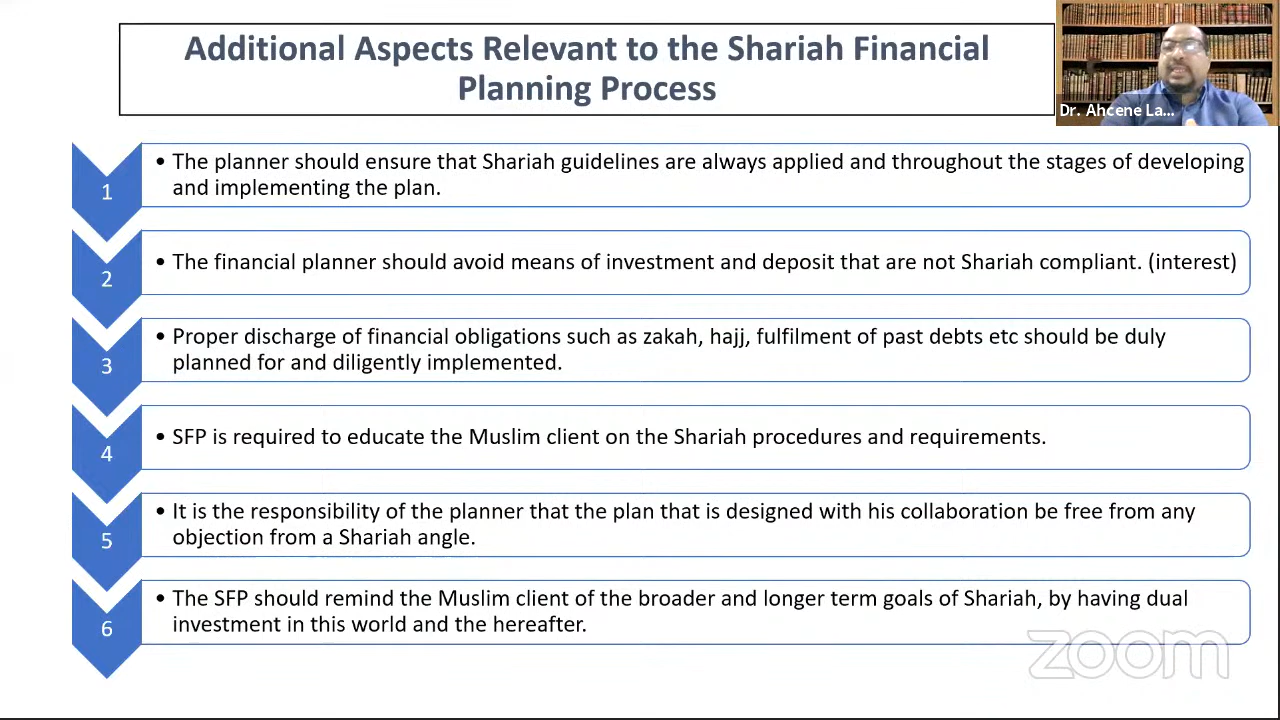 Additional Aspects Relevant to the Shariah Financial
Planning Process
Dr. Ahcene La...
1
• The planner should ensure that Shariah guidelines are always applied and throughout the stages of developing
and implementing the plan.
2
• The financial planner should avoid means of investment and deposit that are not Shariah compliant. (interest)
3
• Proper discharge of financial obligations such as zakah, hajj, fulfilment of past debts etc should be duly
planned for and diligently implemented.
4
• SFP is required to educate the Muslim client on the Shariah procedures and requirements.
5
• It is the responsibility of the planner that the plan that is designed with his collaboration be free from any
objection from a Shariah angle.
6
• The SFP should remind the Muslim client of the broader and longer term goals of Shariah, by having dual
investment in this world and the hereafter.
zoom